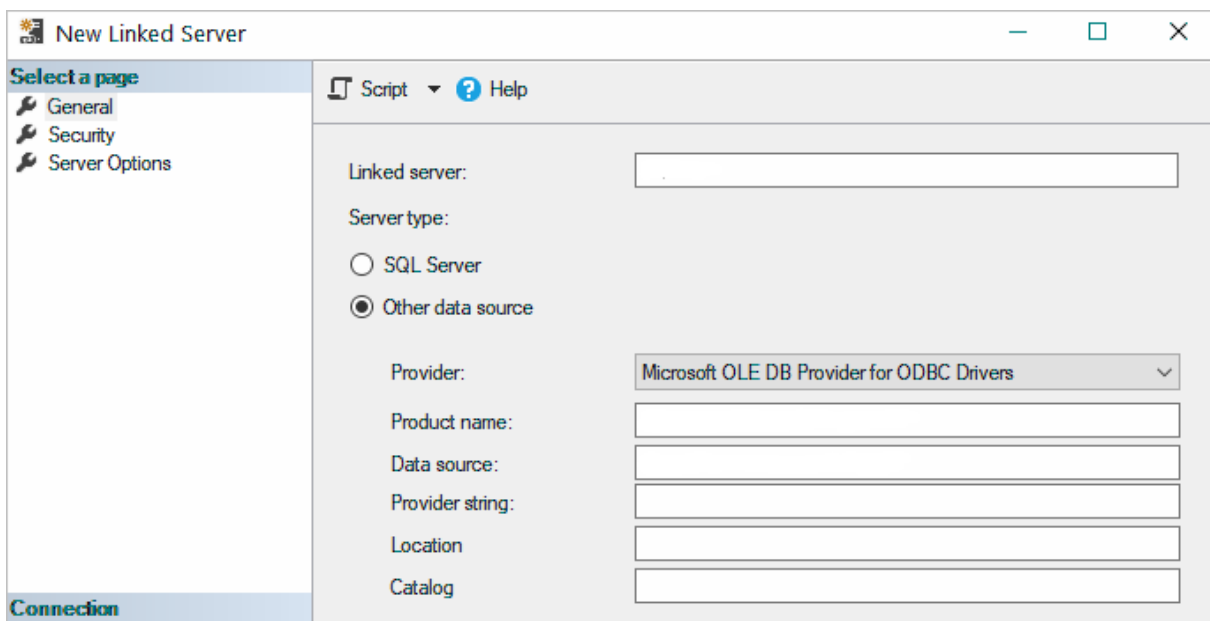 New Linked Server
Select a page
General
Security
Server Options
Connection
Script
Help
Linked server:
Server type:
SQL Server
Other data source
Provider:
Microsoft OLE DB Provider for ODBC Drivers
Product name:
Data source:
Provider string:
Location
Catalog